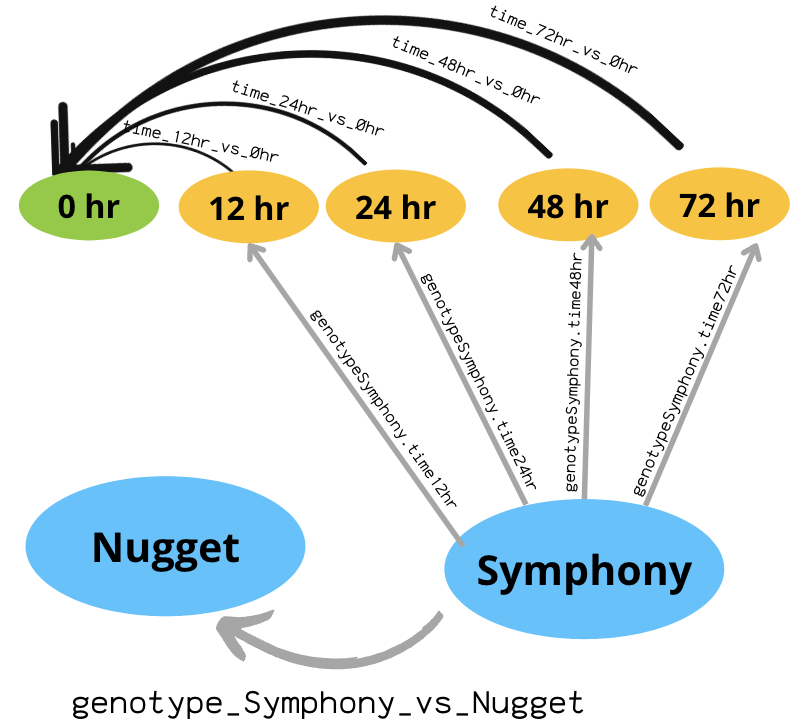 time_72hr_vs_0hr
time_48hr_vs_0hr
time_24hr_vs_0hr
time_12hr_vs_0hr
0 hr
12 hr
24 hr
48 hr
72 hr
genotypeSymphony.time12hr
genotypeSymphony.time24hr
genotypeSymphony.time48hr
genotypeSymphony.time72hr
Nugget
Symphony
genotype_Symphony_vs_Nugget